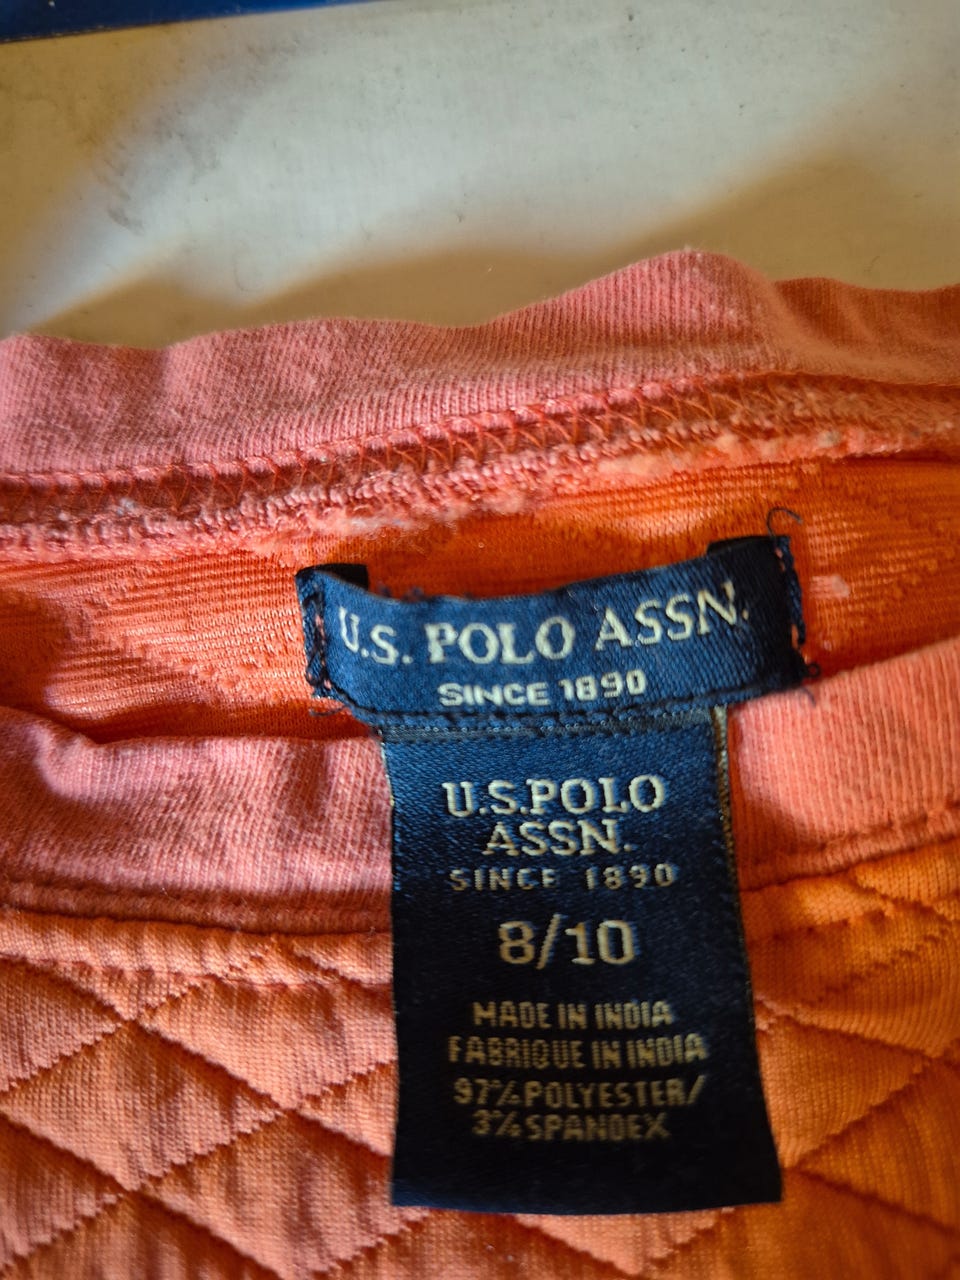 U.S. POLO ASSN.
SINCE 1890
U.S.POLO
ASSN.
SINCE 1890
8/10
MADE IN INDIA
FABRIQUE IN INDIA
97% POLYESTER/
3% SPANDEX